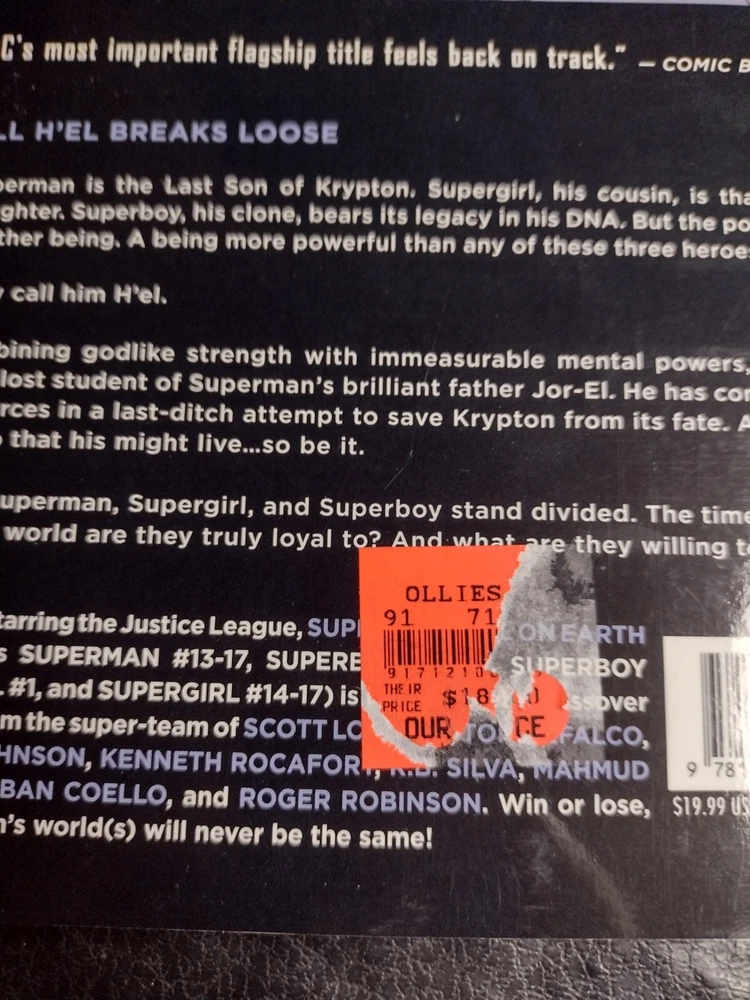 C's most important flagship title feels back on track." — COMIC B
LL H'EL BREAKS LOOSE
perman is the Last Son of Krypton. Supergirl, his cousin, is tha
ghter. Superboy, his clone, bears its legacy in his DNA. But the po
ther being. A being more powerful than any of these three heroe
y call him H'el.
bining godlike strength with immeasurable mental powers,
lost student of Superman's brilliant father Jor-El. He has con
rces in a last-ditch attempt to save Krypton from its fate. A
o that his might live...so be it.
uperman, Supergirl, and Superboy stand divided. The time
world are they truly loyal to? And what are they willing to
OLLIES
91 71
tarring the Justice League, SUP ON EARTH
s SUPERMAN #13-17, SUPERB SUPERBOY
9171210
. #1, and SUPERGIRL #14-17) is ssover
THEIR
PRICE $18 0
m the super-team of SCOTT LO FALCO,
OUR CE
HNSON, KENNETH ROCAFOR , R.B. SILVA, MAHMUD
BAN COELLO, and ROGER ROBINSON. Win or lose,
n's world(s) will never be the same!
9 781
$19.99 US